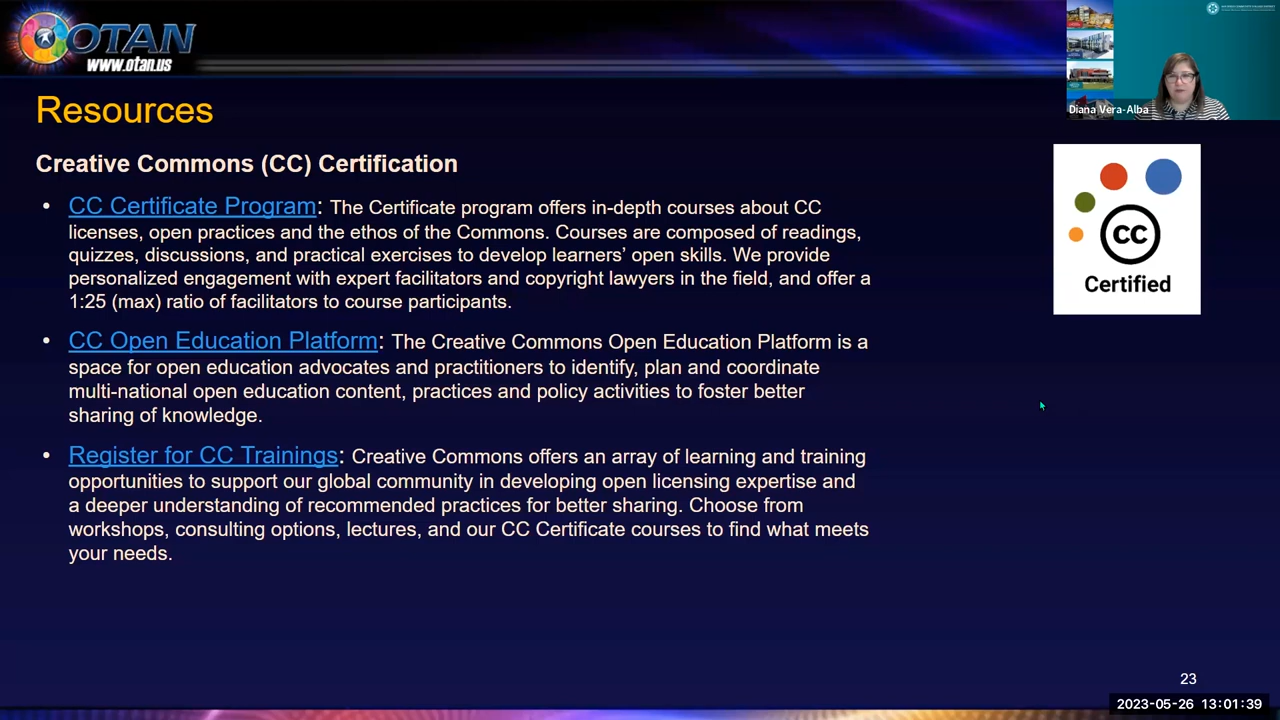 OTAN
www.otan.us
Diana Vera-Alba
Resources
Creative Commons (CC) Certification
• CC Certificate Program: The Certificate program offers in-depth courses about CC
licenses, open practices and the ethos of the Commons. Courses are composed of readings,
quizzes, discussions, and practical exercises to develop learners’ open skills. We provide
personalized engagement with expert facilitators and copyright lawyers in the field, and offer a
1:25 (max) ratio of facilitators to course participants.
• CC Open Education Platform: The Creative Commons Open Education Platform is a
space for open education advocates and practitioners to identify, plan and coordinate
multi-national open education content, practices and policy activities to foster better
sharing of knowledge.
• Register for CC Trainings: Creative Commons offers an array of learning and training
opportunities to support our global community in developing open licensing expertise and
a deeper understanding of recommended practices for better sharing. Choose from
workshops, consulting options, lectures, and our CC Certificate courses to find what meets
your needs.
CC
Certified
23
2023-05-26 13:01:39